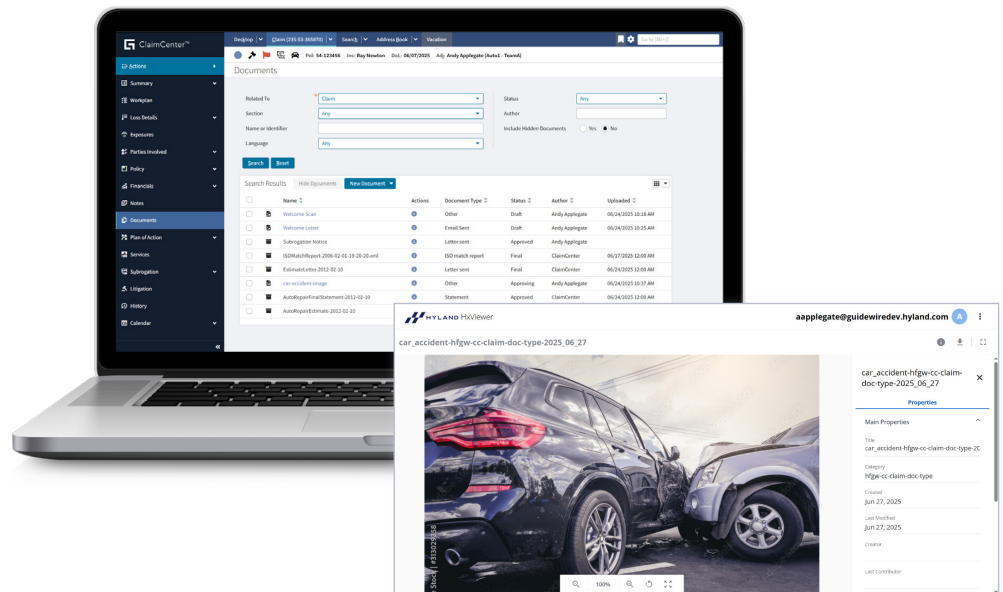 ClaimCenter™
Desktop Claim (235-53-365870) Search Address Book Vacation
Pol: 54-123456 Ins: Ray Newton DoL: 06/07/2025 Adj: Andy Applegate (Auto1 - TeamA)
Actions
Summary
Workplan
Loss Details
Exposures
Parties Involved
Policy
Financials
Notes
Documents
Plan of Action
Services
Subrogation
Litigation
History
Calendar
Documents
Related To * Claim Status Any
Section Any Author
Name or Identifier Include Hidden Documents Yes No
Language Any
Search Reset
Search Results Hide Documents New Document
Name Actions Document Type Status Author Uploaded
Welcome Scan Other Draft Andy Applegate 06/24/2025 10:18 AM
Welcome Letter Email Sent Draft Andy Applegate 06/24/2025 10:25 AM
Subrogation Notice Letter sent Approved Andy Applegate
ISOMatchReport-2006-02-01-19-20-20.xml ISO match report Final ClaimCenter 06/17/2025 12:00 AM
EstimateLetter-2012-02-10 Letter sent Final ClaimCenter 06/24/2025 12:00 AM
car-accident-image Other Approving Andy Applegate 06/24/2025 10:37 AM
AutoRepairFinalStatement-2012-02-10 Statement Approved ClaimCenter 06/24/2025 12:00 AM
AutoRepairEstimate-2012-02-10
HYLAND HxViewer
aapplegate@guidewiredev.hyland.com A
car_accident-hfgw-cc-claim-doc-type-2025_06_27
car_accident-hfgw-cc-claim-
doc-type-2025_06_27
Properties
Main Properties
Title
car_accident-hfgw-cc-claim-doc-type-2C
Category
hfgw-cc-claim-doc-type
Created
Jun 27, 2025
Last Modified
Jun 27, 2025
Creator
Last Contributor
Stock | #313029358
100%